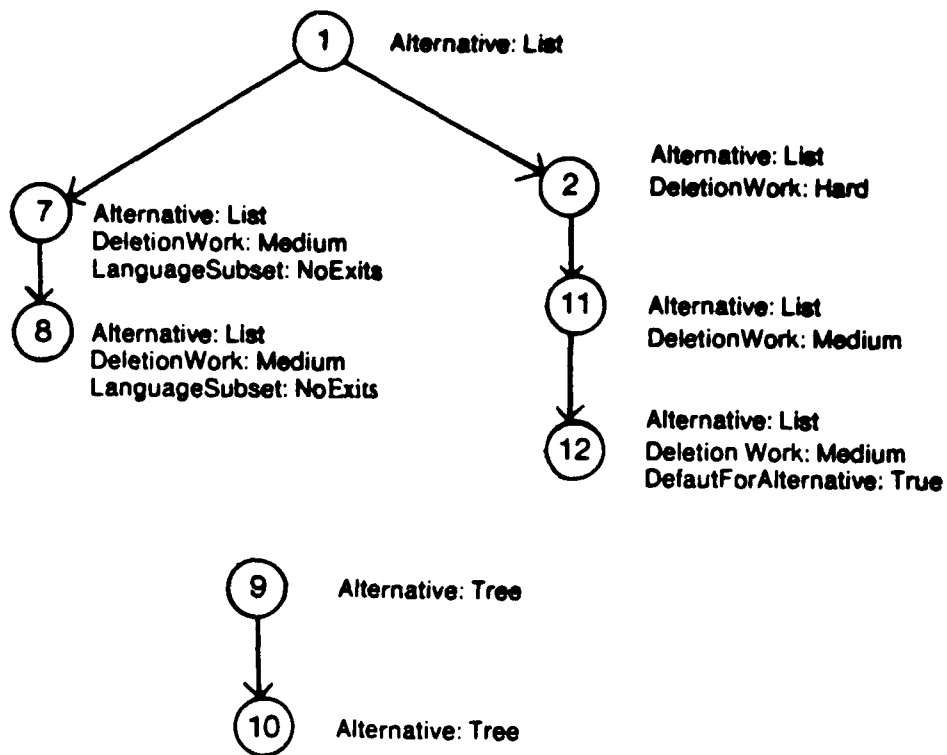 1
Alternative: List
2
Alternative: List
DeletionWork: Hard
7
Alternative: List
DeletionWork: Medium
LanguageSubset: NoExits
11
Alternative: List
DeletionWork: Medium
8
Alternative: List
DeletionWork: Medium
LanguageSubset: NoExits
12
Alternative: List
Deletion Work: Medium
DefautForAlternative: True
9
Alternative: Tree
10
Alternative: Tree